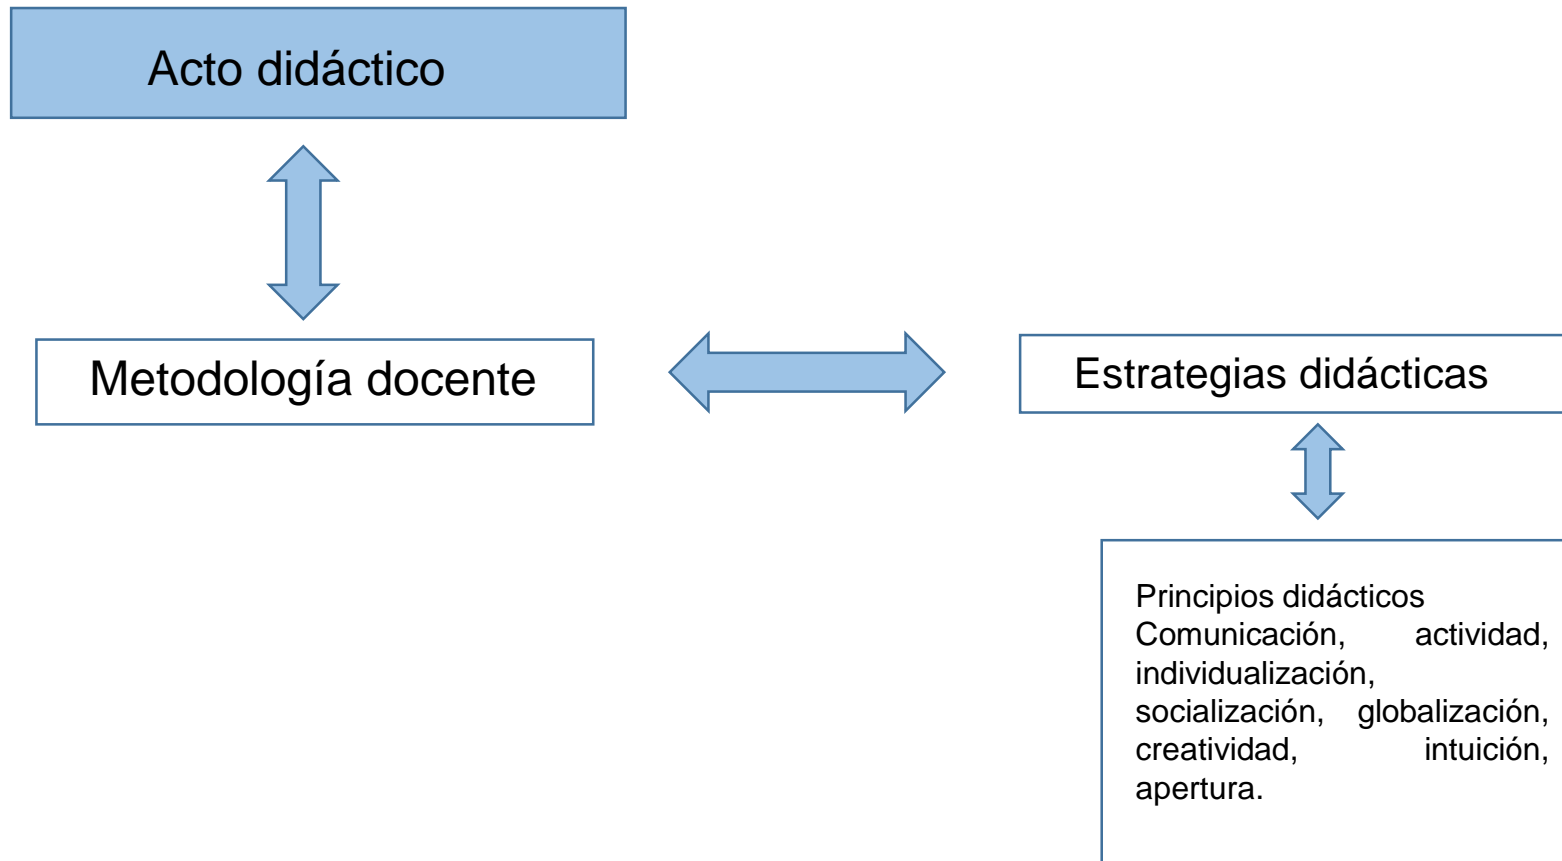 Acto didáctico
Metodología docente
Estrategias didácticas
Principios didácticos
Comunicación, actividad,
individualización,
socialización, globalización,
creatividad, intuición,
apertura.